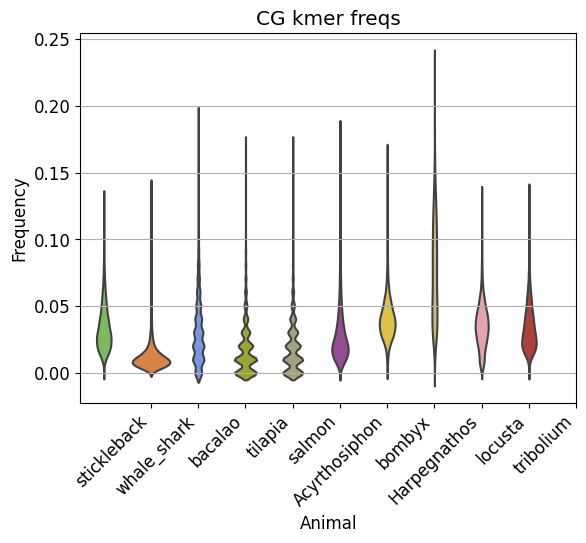 CG kmer freqs
0.25
0.20
0.15
0.10
0.05
0.00
Frequency
stickleback
whale_shark
bacalao
tilapia
salmon
Acyrthosiphon
bombyx
Harpegnathos
locusta
tribolium
Animal